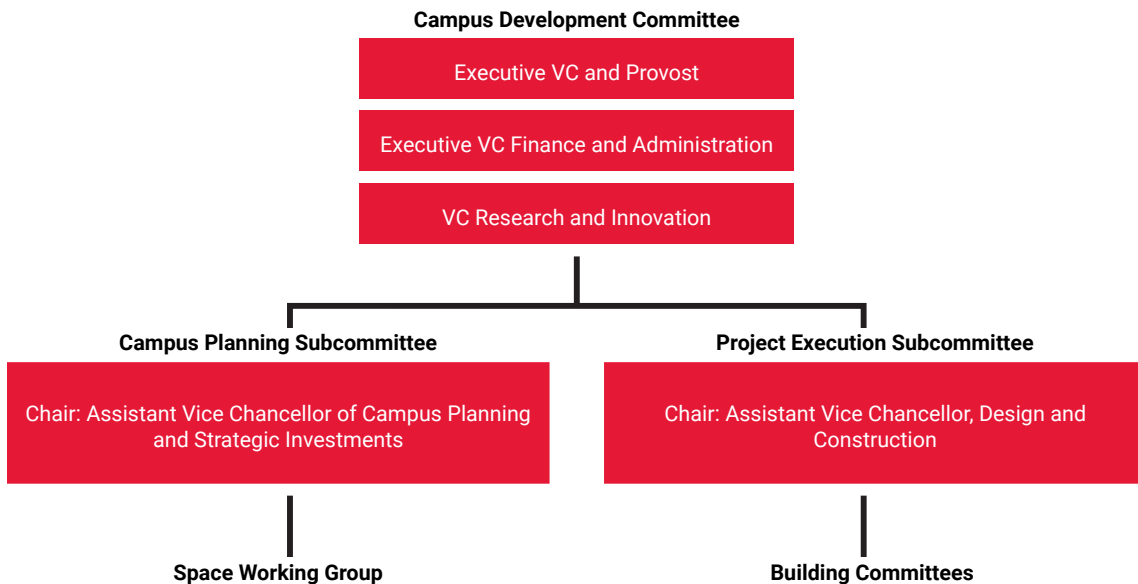 Campus Development Committee
Executive VC and Provost
Executive VC Finance and Administration
VC Research and Innovation
Campus Planning Subcommittee
Chair: Assistant Vice Chancellor of Campus Planning
and Strategic Investments
Space Working Group
Project Execution Subcommittee
Chair: Assistant Vice Chancellor, Design and
Construction
Building Committees